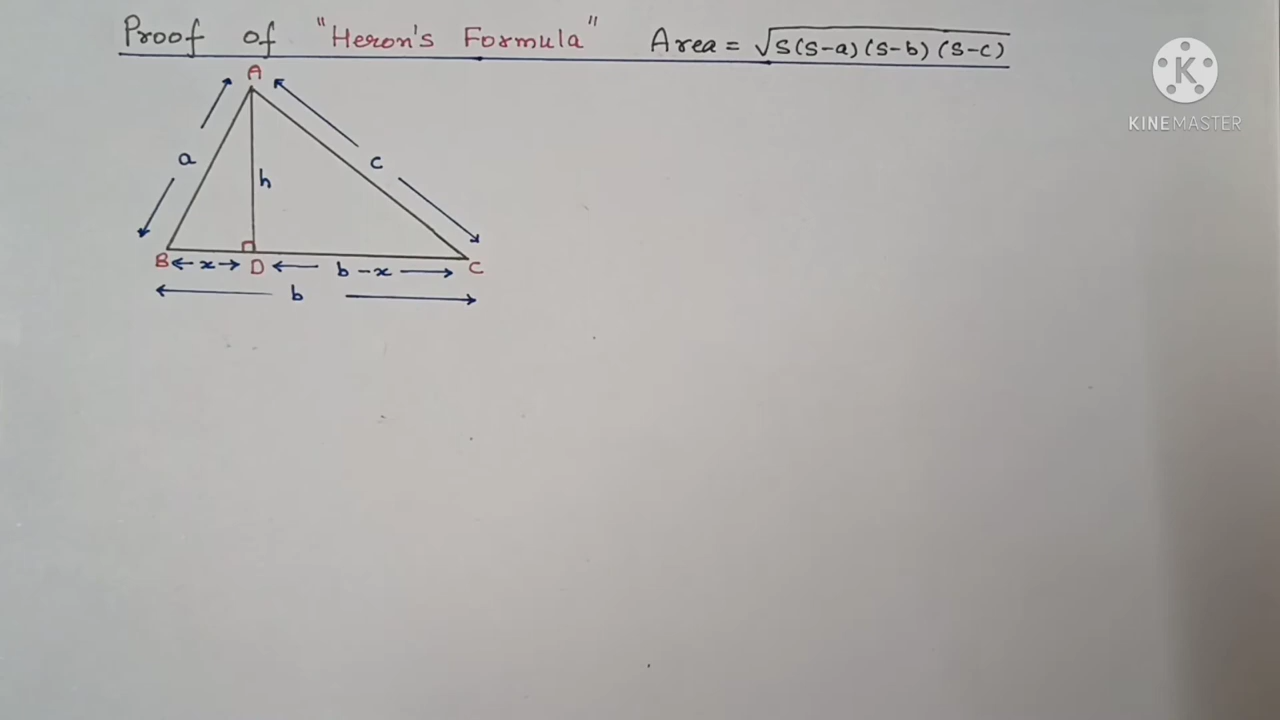 Proof of "Heron's Formula" Area = √S(S-a)(S-b)(S-c)
K
KINEMASTER
A
a
c
h
B x D b-x C
b